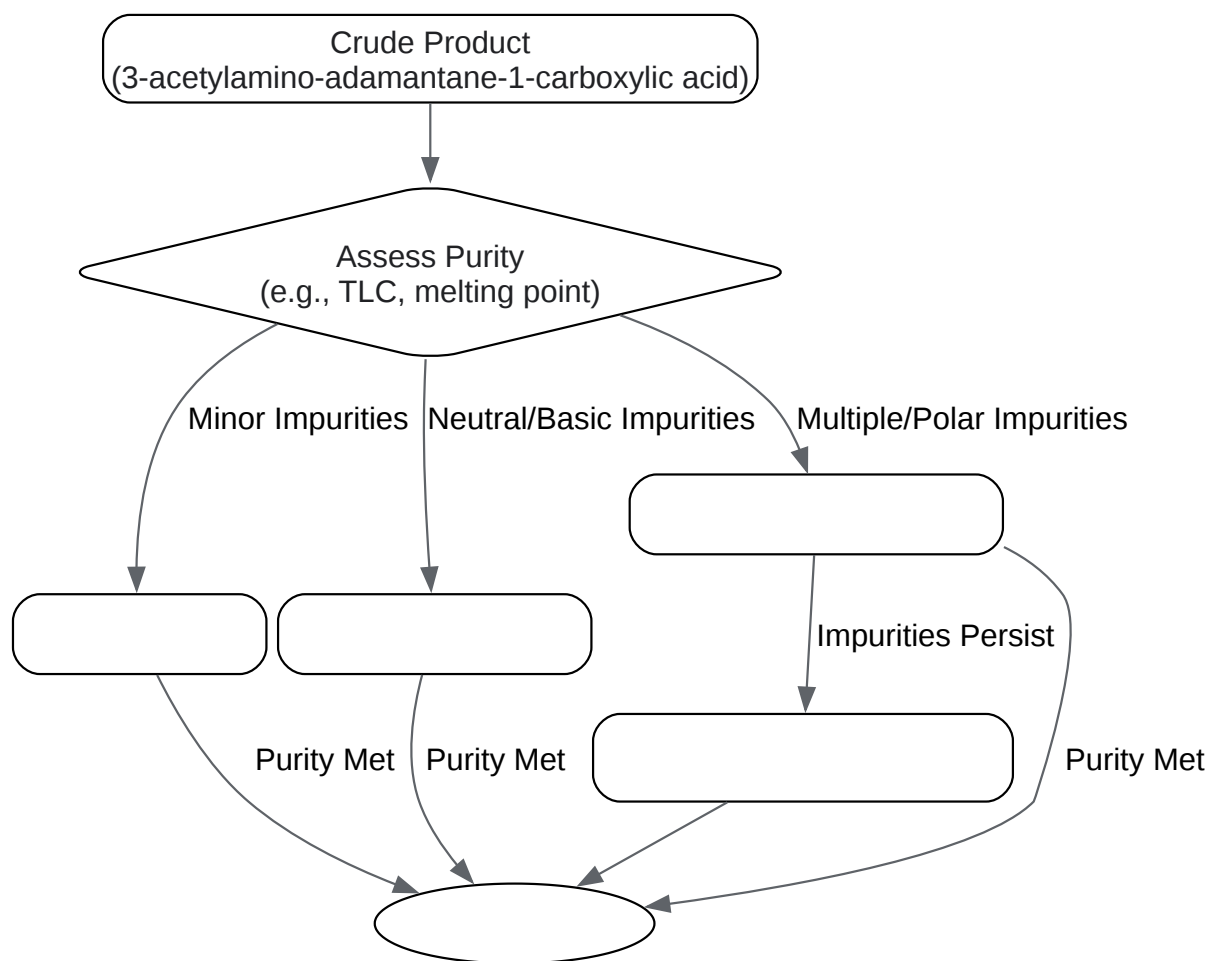 Crude Product
(3-acetylamino-adamantane-1-carboxylic acid)
Assess Purity
(e.g., TLC, melting point)
Minor Impurities
Neutral/Basic Impurities
Multiple/Polar Impurities
Impurities Persist
Purity Met
Purity Met
Purity Met